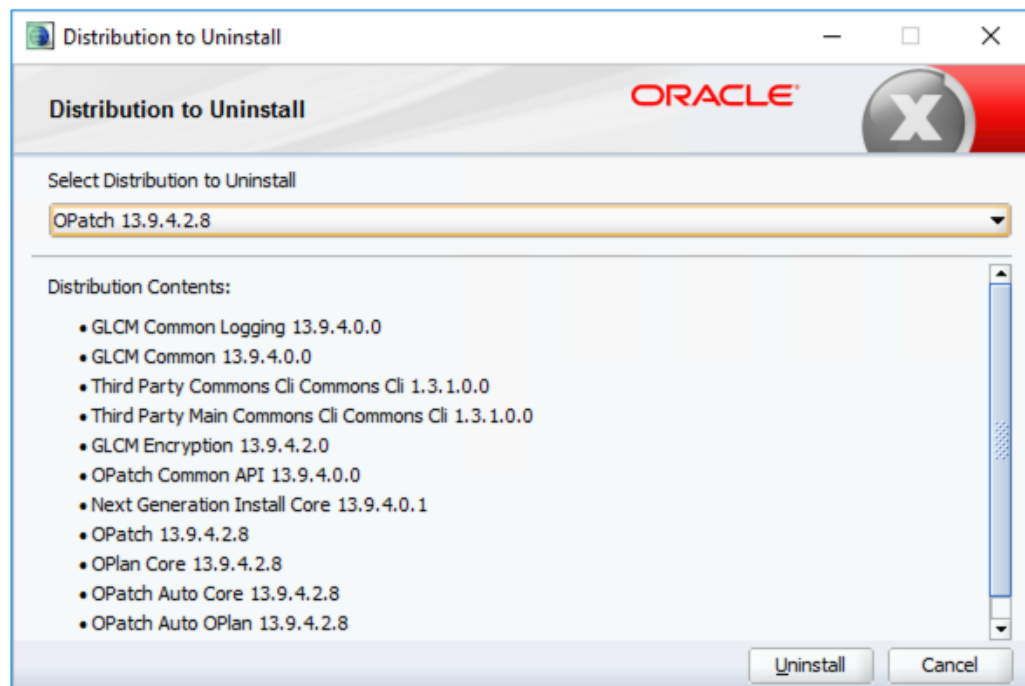 Distribution to Uninstall
Distribution to Uninstall
ORACLE
Select Distribution to Uninstall
OPatch 13.9.4.2.8
Distribution Contents:
• GLCM Common Logging 13.9.4.0.0
• GLCM Common 13.9.4.0.0
• Third Party Commons Cli Commons Cli 1.3.1.0.0
• Third Party Main Commons Cli Commons Cli 1.3.1.0.0
• GLCM Encryption 13.9.4.2.0
• OPatch Common API 13.9.4.0.0
• Next Generation Install Core 13.9.4.0.1
• OPatch 13.9.4.2.8
• OPlan Core 13.9.4.2.8
• OPatch Auto Core 13.9.4.2.8
• OPatch Auto OPlan 13.9.4.2.8
Uninstall Cancel